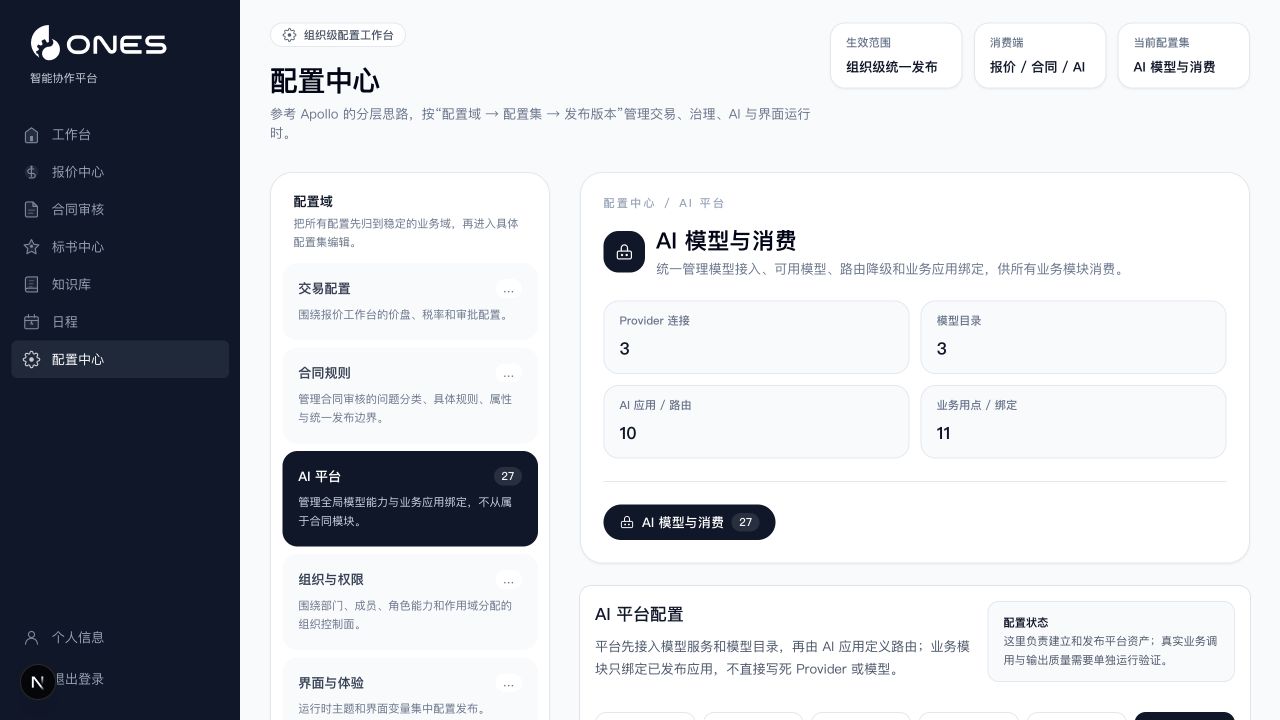 ONES
智能协作平台
工作台
报价中心
合同审核
标书中心
知识库
日程
配置中心
个人信息
N
退出登录
组织级配置工作台
配置中心
参考 Apollo 的分层思路，按“配置域 → 配置集 → 发布版本”管理交易、治理、AI 与界面运行
时。
生效范围
组织级统一发布
消费端
报价 / 合同 / AI
当前配置集
AI 模型与消费
配置域
把所有配置先归到稳定的业务域，再进入具体
配置集编辑。
交易配置
...
围绕报价工作台的价盘、税率和审批配置。
合同规则
...
管理合同审核的问题分类、具体规则、属性
与统一发布边界。
AI 平台
27
管理全局模型能力与业务应用绑定，不从属
于合同模块。
组织与权限
...
围绕部门、成员、角色能力和作用域分配的
组织控制面。
界面与体验
...
运行时主题和界面变量集中配置发布。
配置中心 / AI 平台
AI 模型与消费
统一管理模型接入、可用模型、路由降级和业务应用绑定，供所有业务模块消费。
Provider 连接
3
模型目录
3
AI 应用 / 路由
10
业务用点 / 绑定
11
AI 模型与消费
27
AI 平台配置
平台先接入模型服务和模型目录，再由 AI 应用定义路由；业务模
块只绑定已发布应用，不直接写死 Provider 或模型。
配置状态
这里负责建立和发布平台资产；真实业务调
用与输出质量需要单独运行验证。